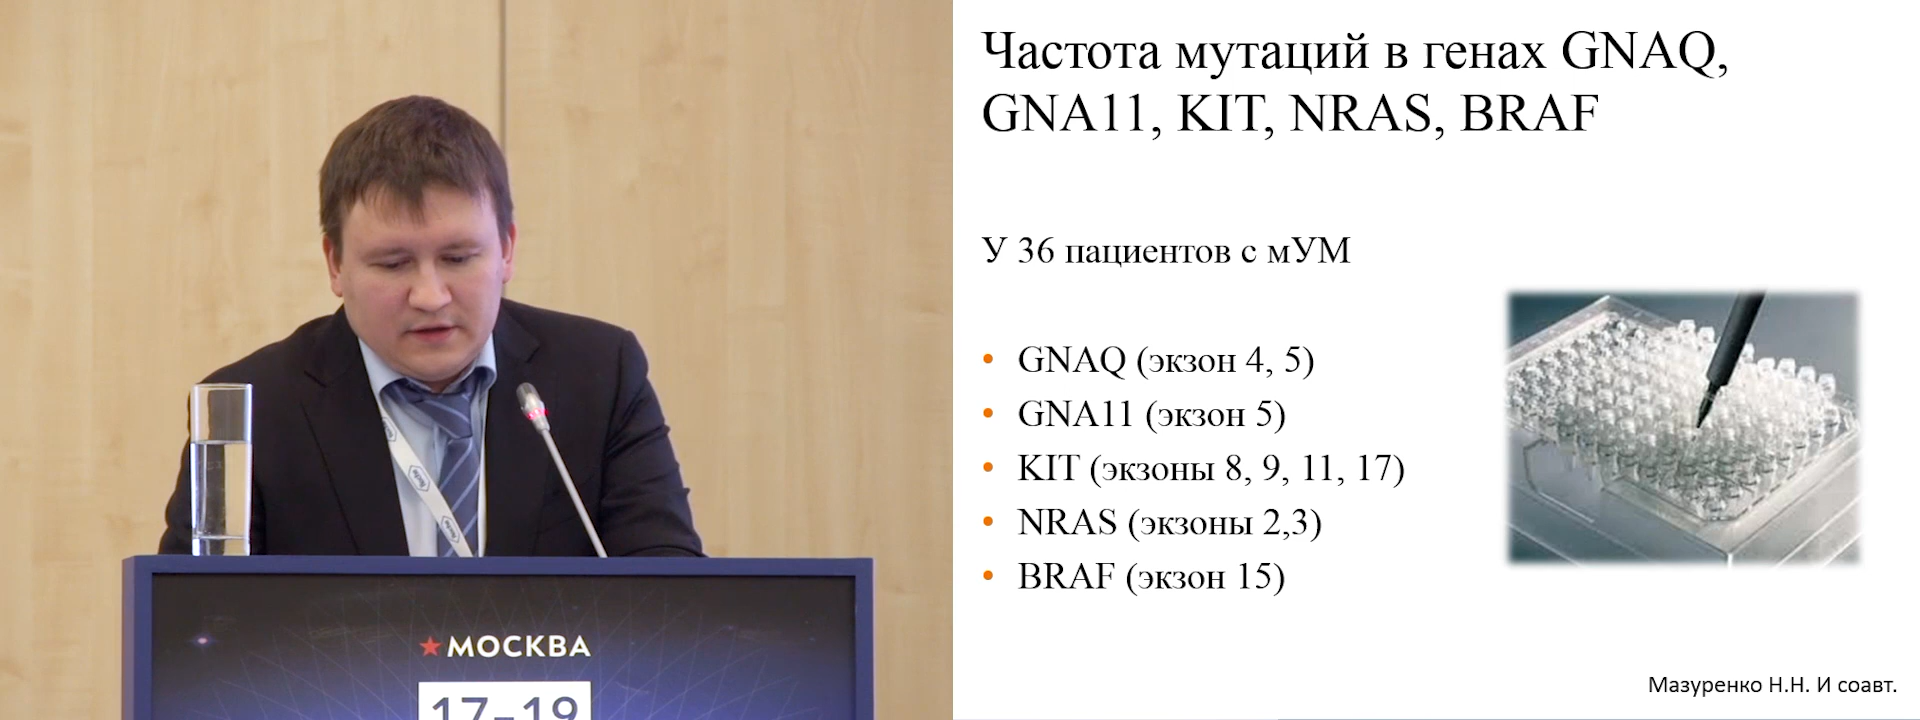 МОСКВА
17-19
Частота мутаций в генах GNAQ,
GNA11, KIT, NRAS, BRAF
У 36 пациентов с мУМ
• GNAQ (экзон 4, 5)
• GNA11 (экзон 5)
• KIT (экзоны 8, 9, 11, 17)
• NRAS (экзоны 2,3)
• BRAF (экзон 15)
Мазуренко Н.Н. И соавт.